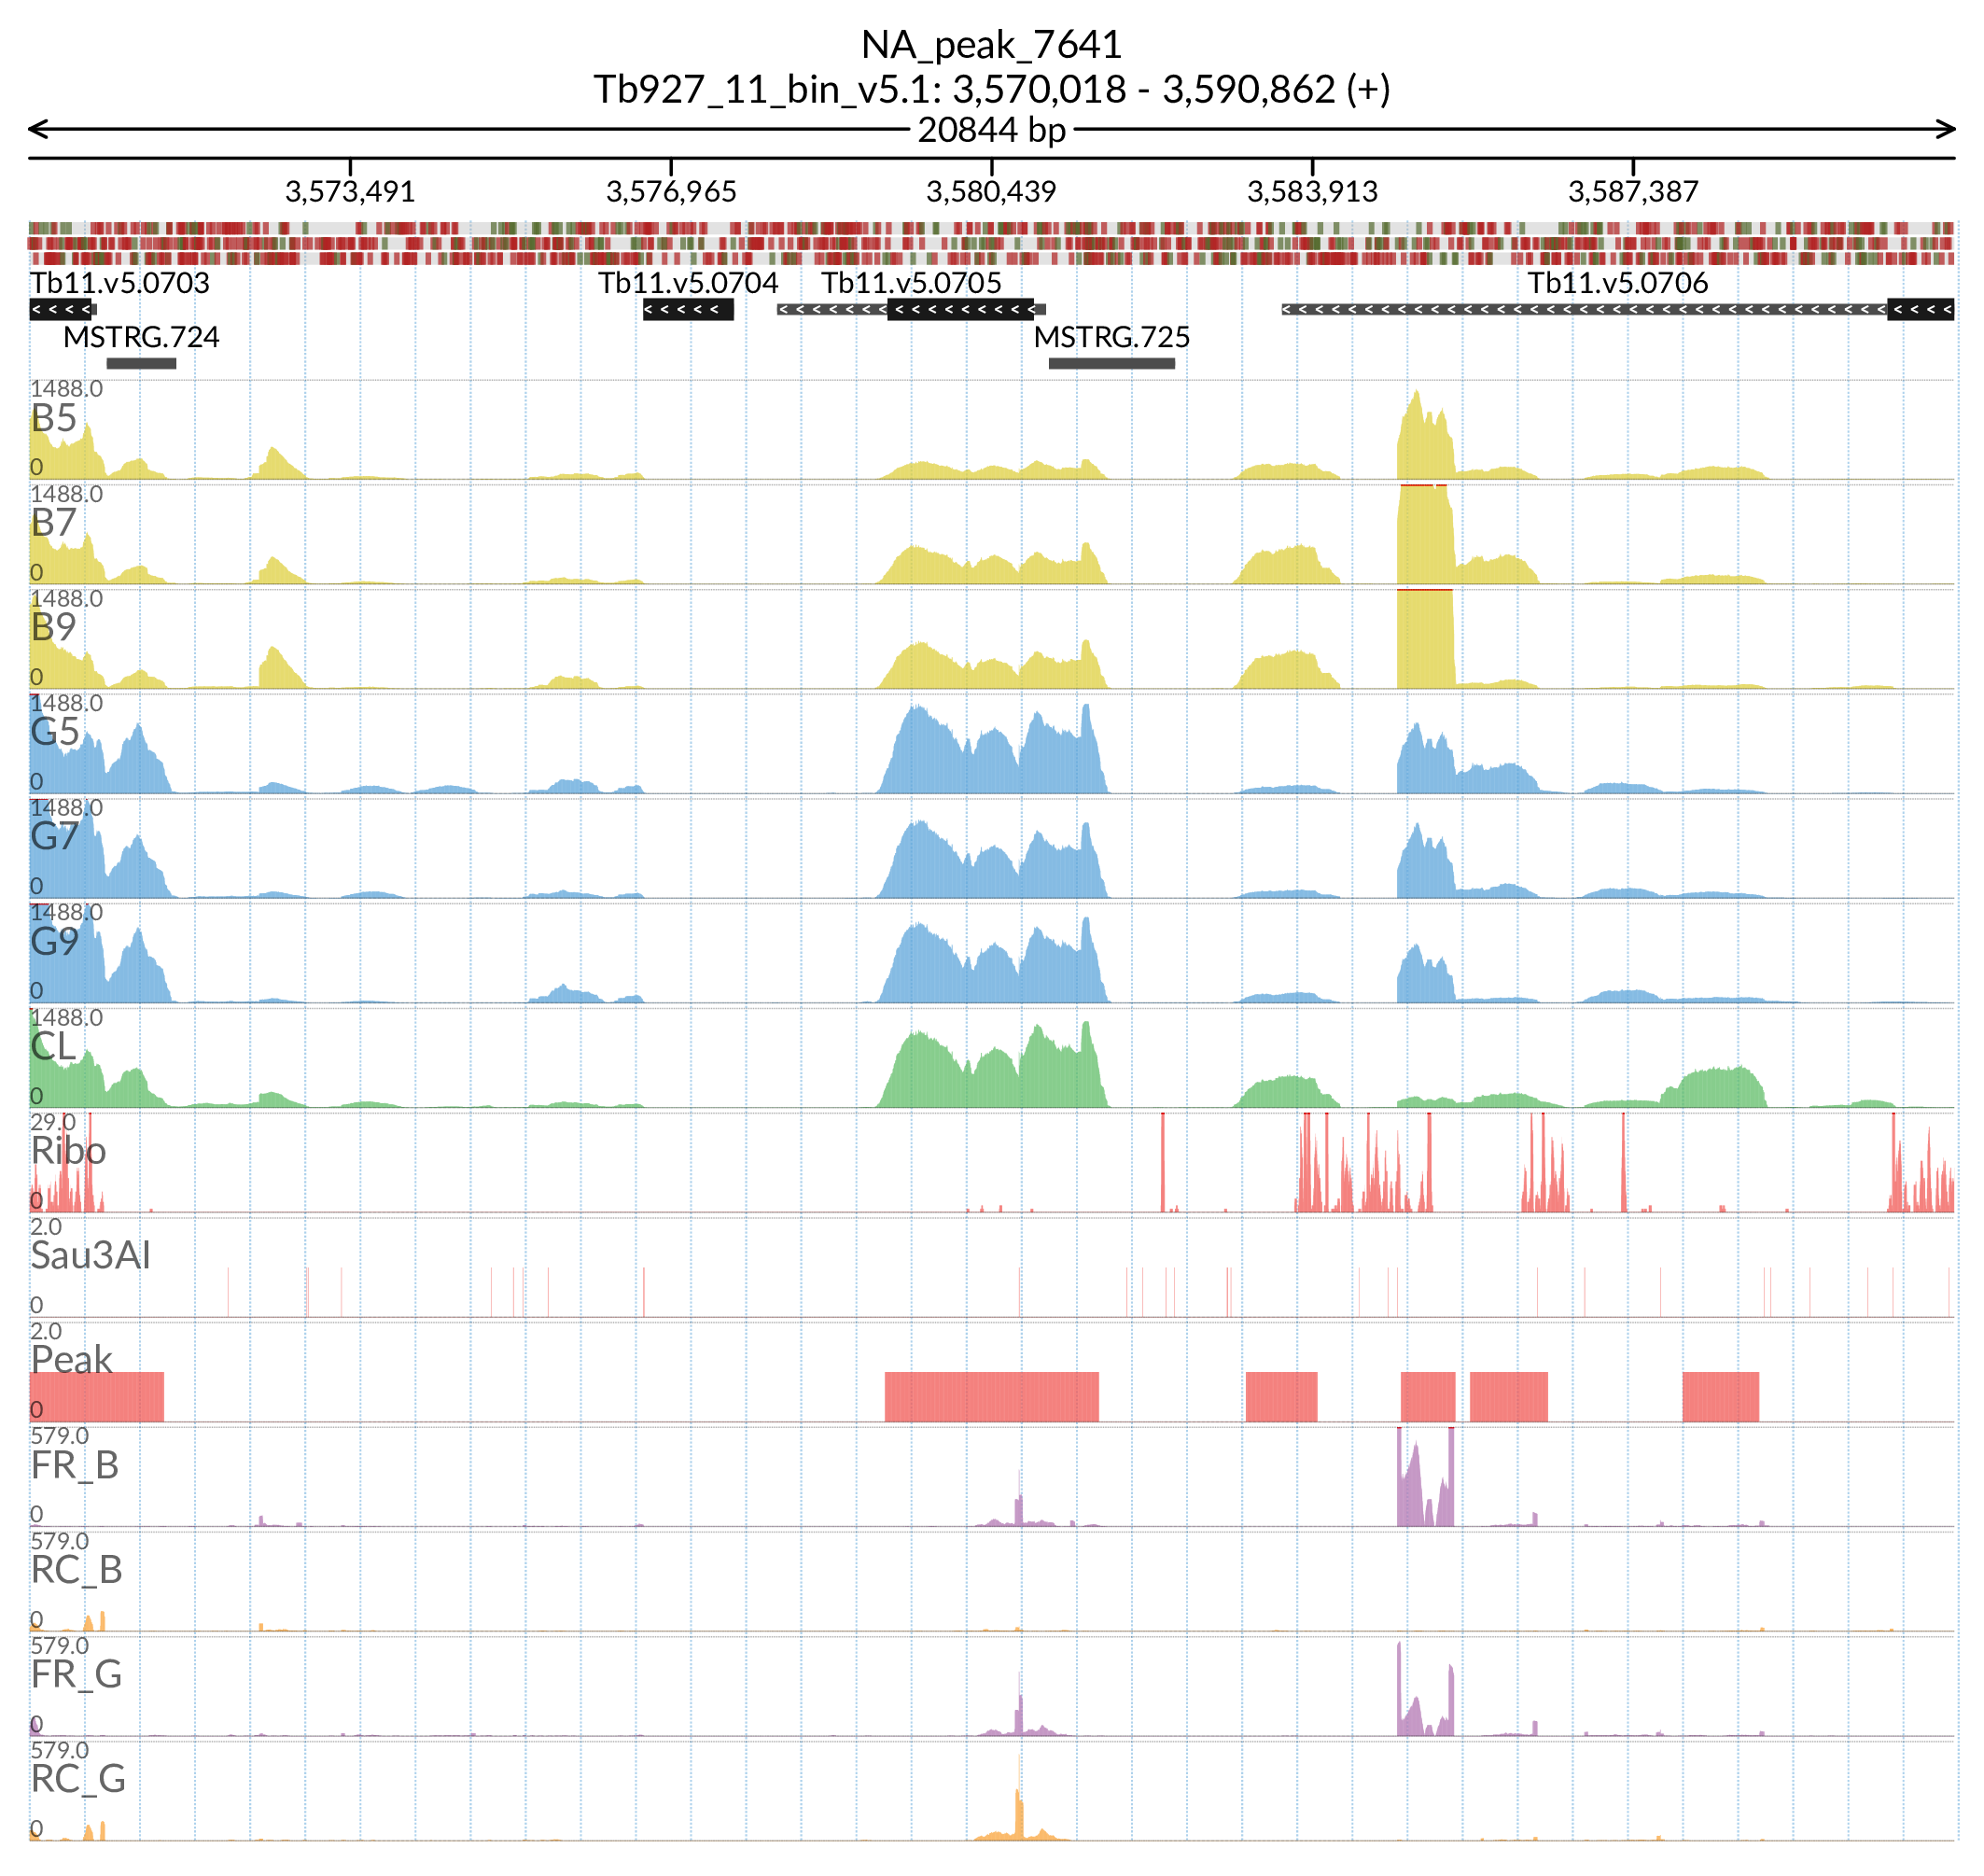 NA_peak_7641
Tb927_11_bin_v5.1: 3,570,018 - 3,590,862 (+)
20844 bp
3,573,491 3,576,965 3,580,439 3,583,913 3,587,387
Tb11.v5.0703 Tb11.v5.0704 Tb11.v5.0705 Tb11.v5.0706
MSTRG.724 MSTRG.725
1488.0
B5
0
1488.0
B7
0
1488.0
B9
0
1488.0
G5
0
1488.0
G7
0
1488.0
G9
0
1488.0
CL
0
29.0
Ribo
0
2.0
Sau3AI
0
2.0
Peak
0
579.0
FR_B
0
579.0
RC_B
0
579.0
FR_G
0
579.0
RC_G
0